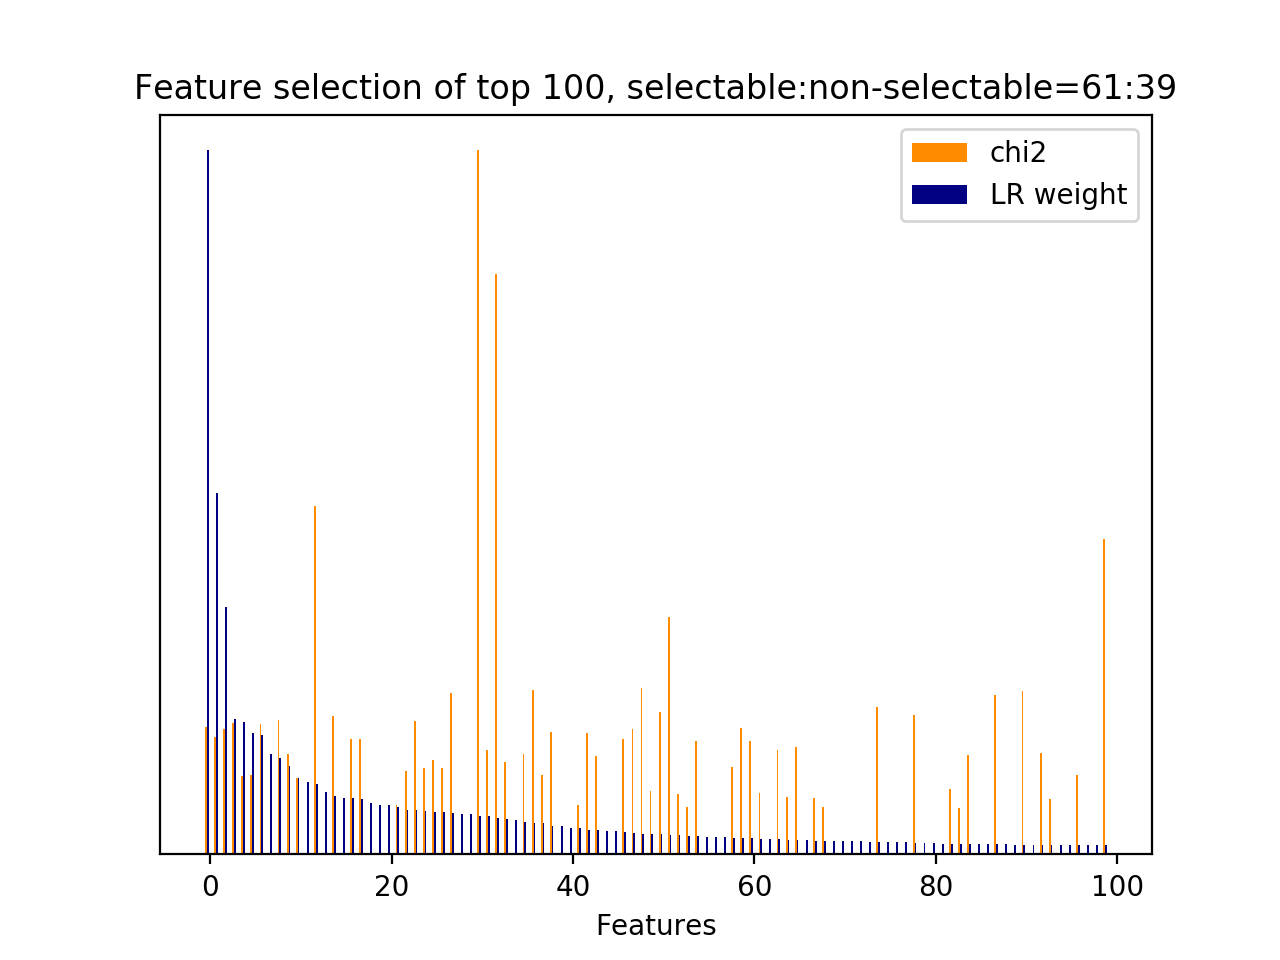 Feature selection of top 100, selectable:non-selectable=61:39
chi2
LR weight
0 20 40 60 80 100
Features